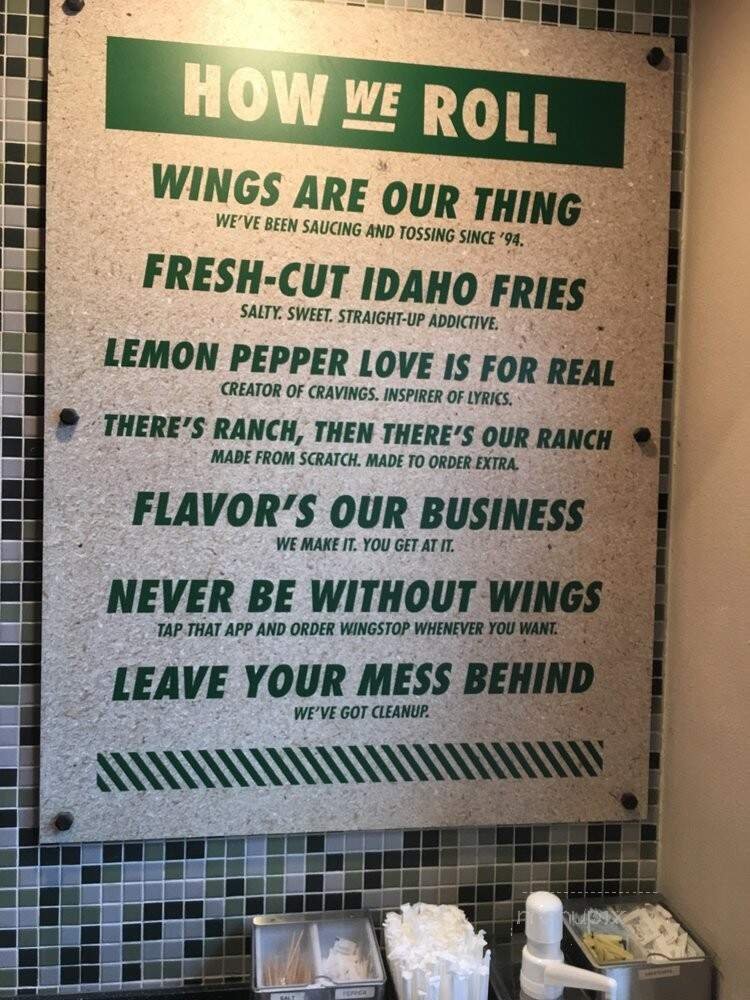 HOW WE ROLL
WINGS ARE OUR THING
WE'VE BEEN SAUCING AND TOSSING SINCE '94.
FRESH-CUT IDAHO FRIES
SALTY. SWEET. STRAIGHT-UP ADDICTIVE.
LEMON PEPPER LOVE IS FOR REAL
CREATOR OF CRAVINGS. INSPIRER OF LYRICS.
THERE'S RANCH, THEN THERE'S OUR RANCH
MADE FROM SCRATCH. MADE TO ORDER EXTRA.
FLAVOR'S OUR BUSINESS
WE MAKE IT. YOU GET AT IT.
NEVER BE WITHOUT WINGS
TAP THAT APP AND ORDER WINGSTOP WHENEVER YOU WANT.
LEAVE YOUR MESS BEHIND
WE'VE GOT CLEANUP.
menupix
SALT PEPPER